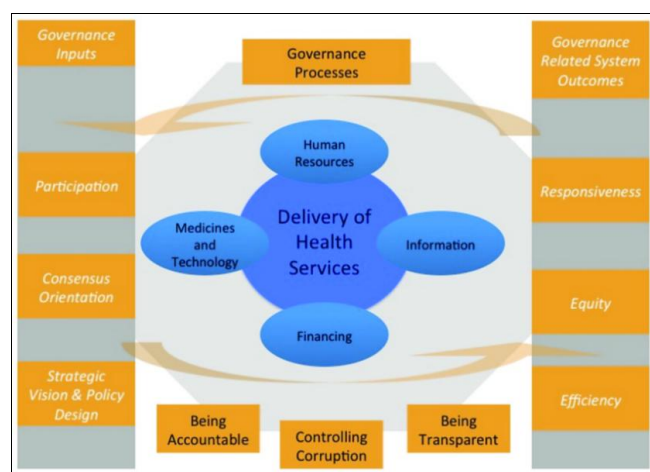 Governance
Inputs
Participation
Consensus
Orientation
Strategic
Vision & Policy
Design
Governance
Processes
Human
Resources
Medicines
and
Technology
Delivery of
Health
Services
Information
Financing
Being
Accountable
Controlling
Corruption
Being
Transparent
Governance
Related System
Outcomes
Responsiveness
Equity
Efficiency